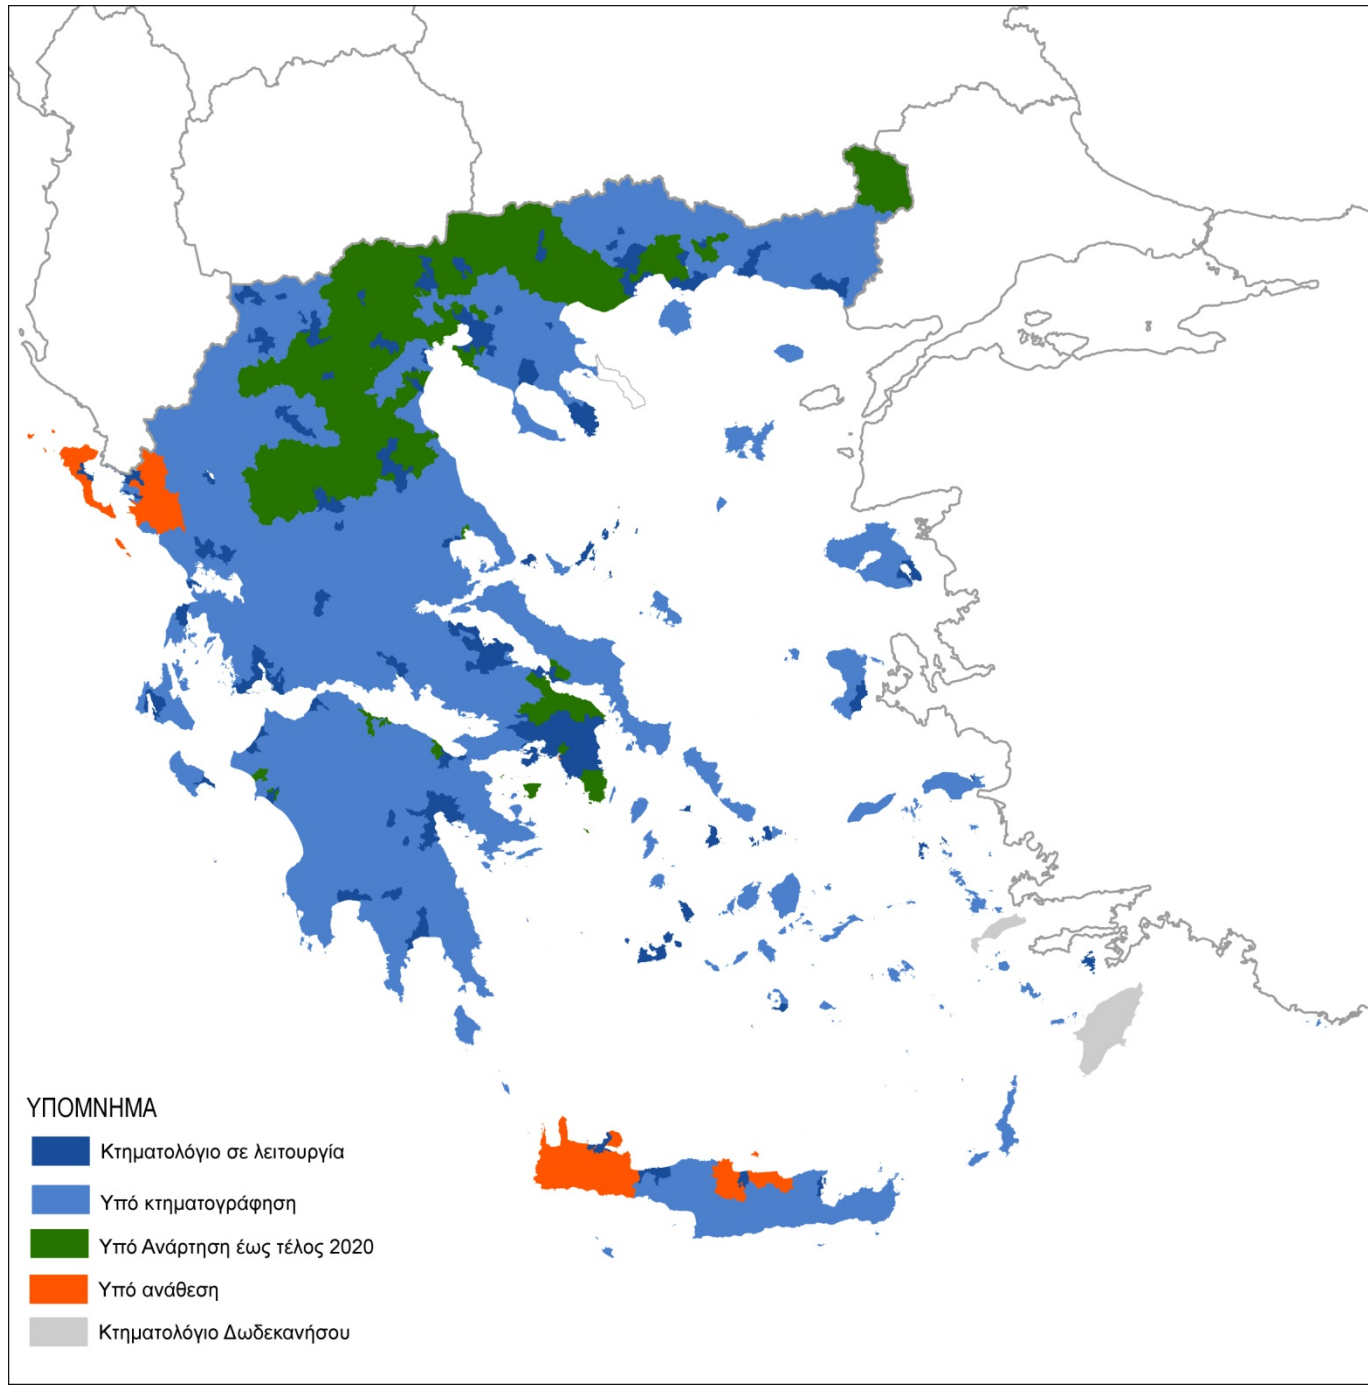 ΥΠΟΜΝΗΜΑ
Κτηματολόγιο σε λειτουργία
Υπό κτηματογράφηση
Υπό Ανάρτηση έως τέλος 2020
Υπό ανάθεση
Κτηματολόγιο Δωδεκανήσου